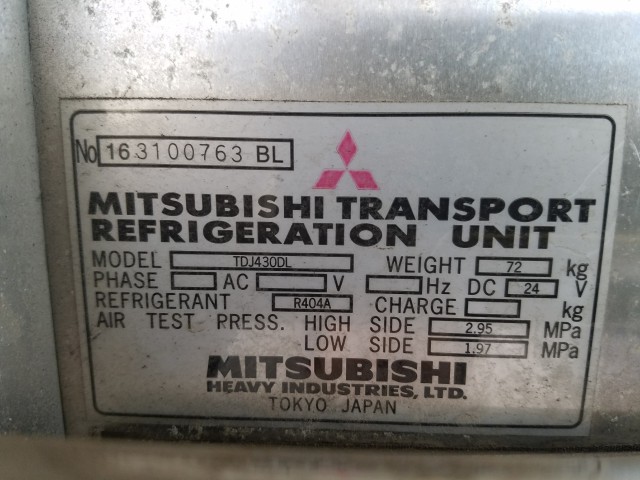 No 163100763 BL
MITSUBISHI TRANSPORT
REFRIGERATION UNIT
MODEL TDJ430DL WEIGHT 72 kg
PHASE AC V Hz DC 24 V
REFRIGERANT R404A CHARGE kg
AIR TEST PRESS. HIGH SIDE 2.95 MPa
LOW SIDE 1.97 MPa
MITSUBISHI
HEAVY INDUSTRIES, LTD.
TOKYO JAPAN